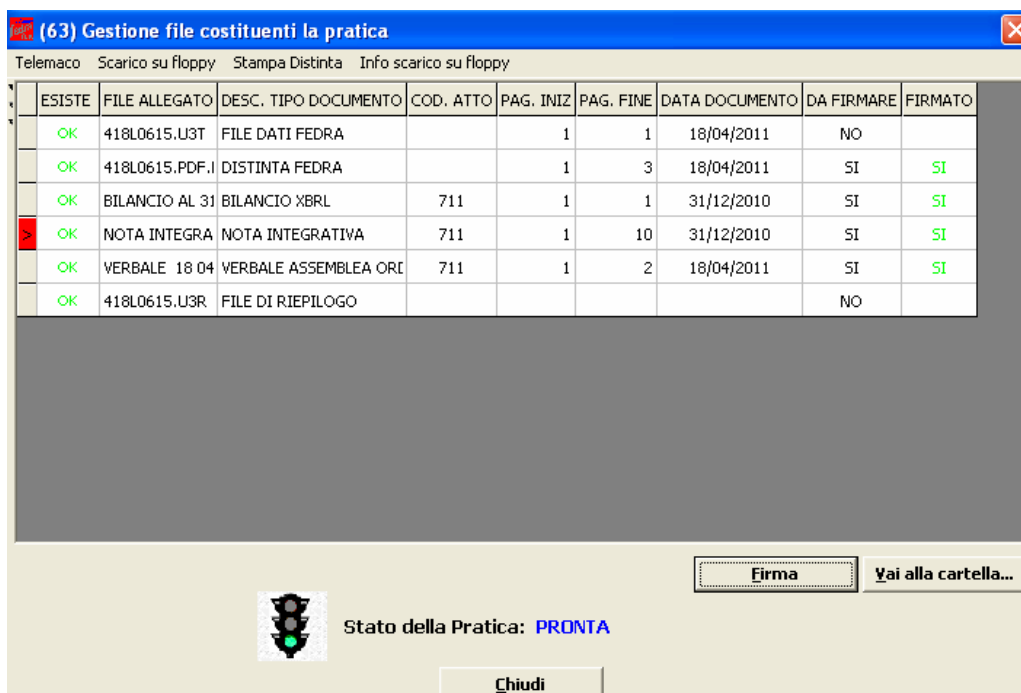 (63) Gestione file costituenti la pratica
Telemaco Scarico su floppy Stampa Distinta Info scarico su floppy
ESISTE FILE ALLEGATO DESC. TIPO DOCUMENTO COD. ATTO PAG. INIZ PAG. FINE DATA DOCUMENTO DA FIRMARE FIRMATO
OK 418L0615.U3T FILE DATI FEDRA 1 1 18/04/2011 NO
OK 418L0615.PDF. DISTINTA FEDRA 1 3 18/04/2011 SI SI
OK BILANCIO AL 31 BILANCIO XBRL 711 1 1 31/12/2010 SI SI
> OK NOTA INTEGRA NOTA INTEGRATIVA 711 1 10 31/12/2010 SI SI
OK VERBALE 18 04 VERBALE ASSEMBLEA ORD 711 1 2 18/04/2011 SI SI
OK 418L0615.U3R FILE DI RIEPILOGO NO
Firma Vai alla cartella...
Stato della Pratica: PRONTA
Chiudi